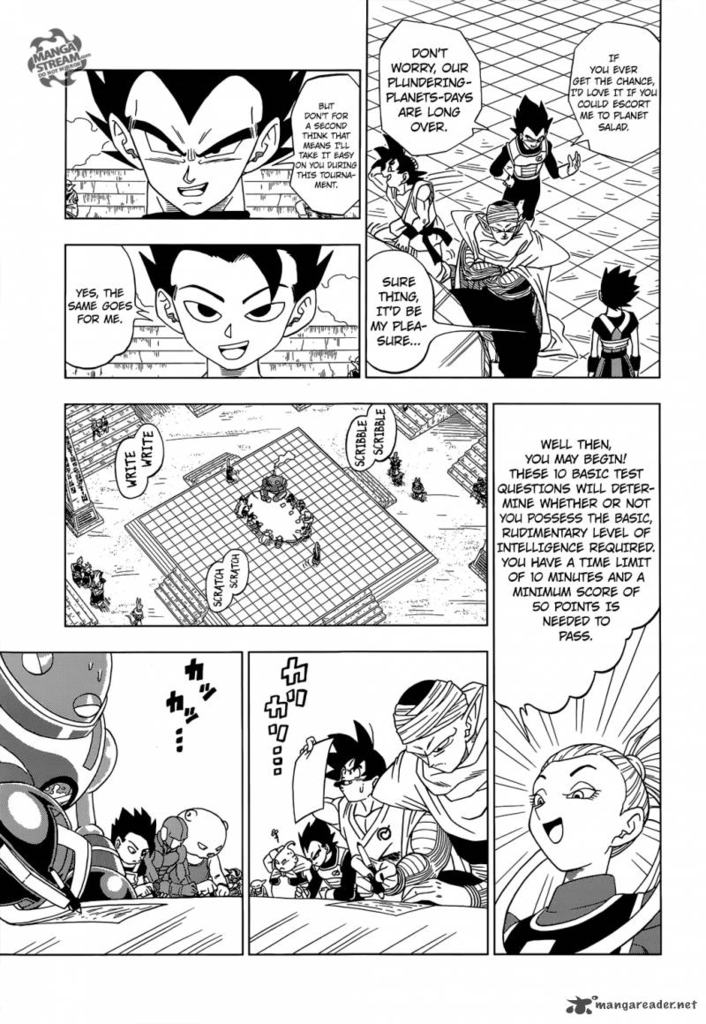 MANGA
STREAM
.com
DO NOT MIRROR
IF
YOU EVER
GET THE CHANCE,
I'D LOVE IT IF YOU
COULD ESCORT
ME TO PLANET
SALAD.
DON'T
WORRY, OUR
PLUNDERING-
PLANETS-DAYS
ARE LONG
OVER.
SURE
THING,
IT'D BE
MY PLEA-
SURE...
BUT
DON'T FOR
A SECOND
THINK THAT
MEANS I'LL
TAKE IT EASY
ON YOU DURING
THIS TOURNA-
MENT.
YES, THE
SAME GOES
FOR ME.
WELL THEN,
YOU MAY BEGIN!
THESE 10 BASIC TEST
QUESTIONS WILL DETER-
MINE WHETHER OR NOT
YOU POSSESS THE BASIC,
RUDIMENTARY LEVEL OF
INTELLIGENCE REQUIRED.
YOU HAVE A TIME LIMIT
OF 10 MINUTES AND A
MINIMUM SCORE OF
50 POINTS IS
NEEDED TO
PASS.
SCRIBBLE
SCRIBBLE
WRITE
WRITE
SCRATCH
SCRATCH
カリ
カリ…
カッ
カッ…
mangareader.net